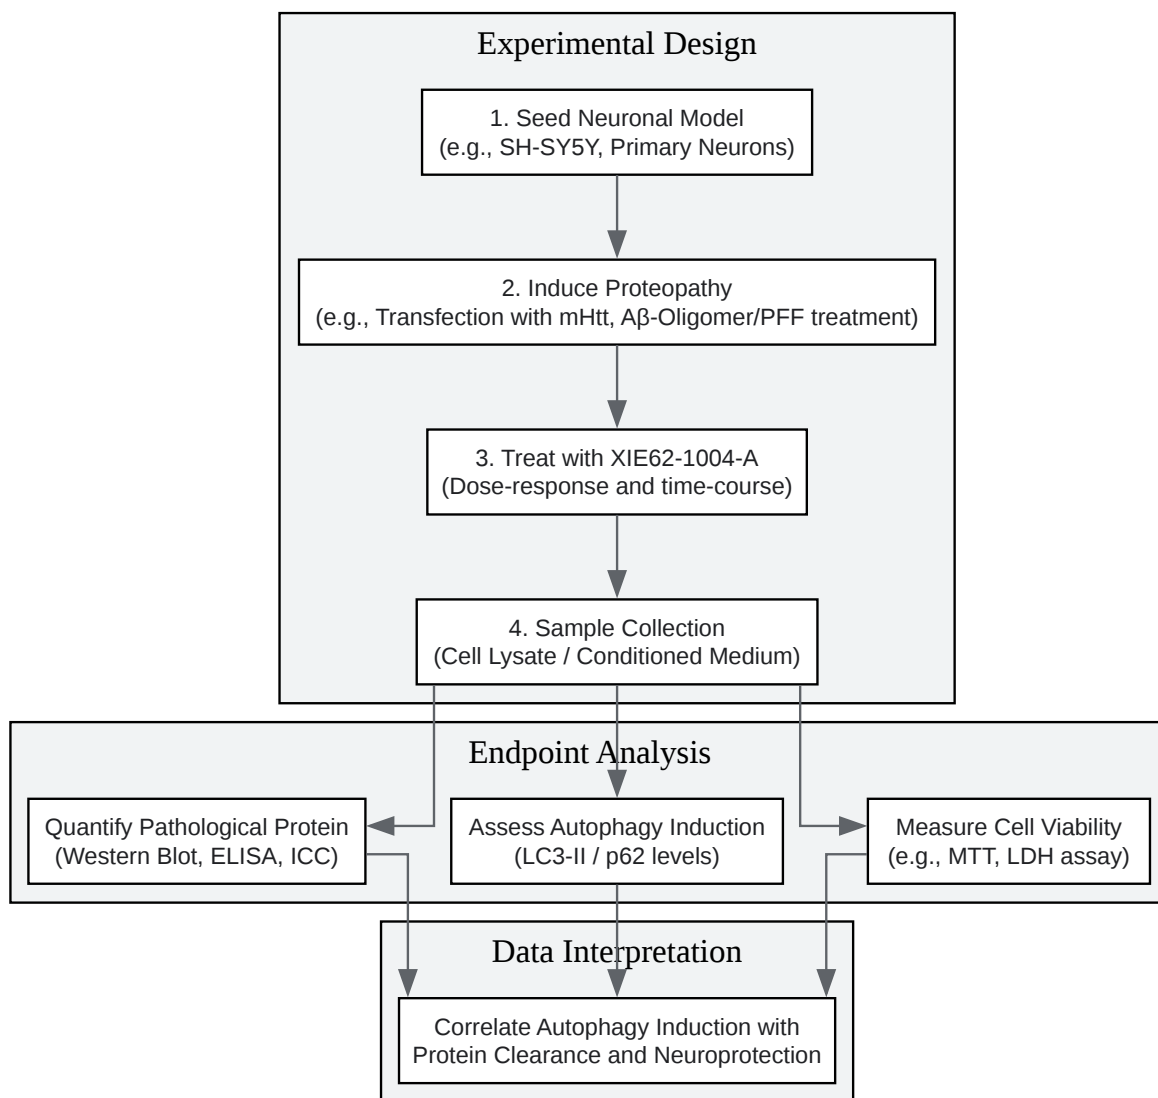 Experimental Design
1. Seed Neuronal Model
(e.g., SH-SY5Y, Primary Neurons)
2. Induce Proteopathy
(e.g., Transfection with mHtt, Aβ-Oligomer/PFF treatment)
3. Treat with XIE62-1004-A
(Dose-response and time-course)
4. Sample Collection
(Cell Lysate / Conditioned Medium)
Endpoint Analysis
Quantify Pathological Protein
(Western Blot, ELISA, ICC)
Assess Autophagy Induction
(LC3-II / p62 levels)
Measure Cell Viability
(e.g., MTT, LDH assay)
Data Interpretation
Correlate Autophagy Induction with
Protein Clearance and Neuroprotection